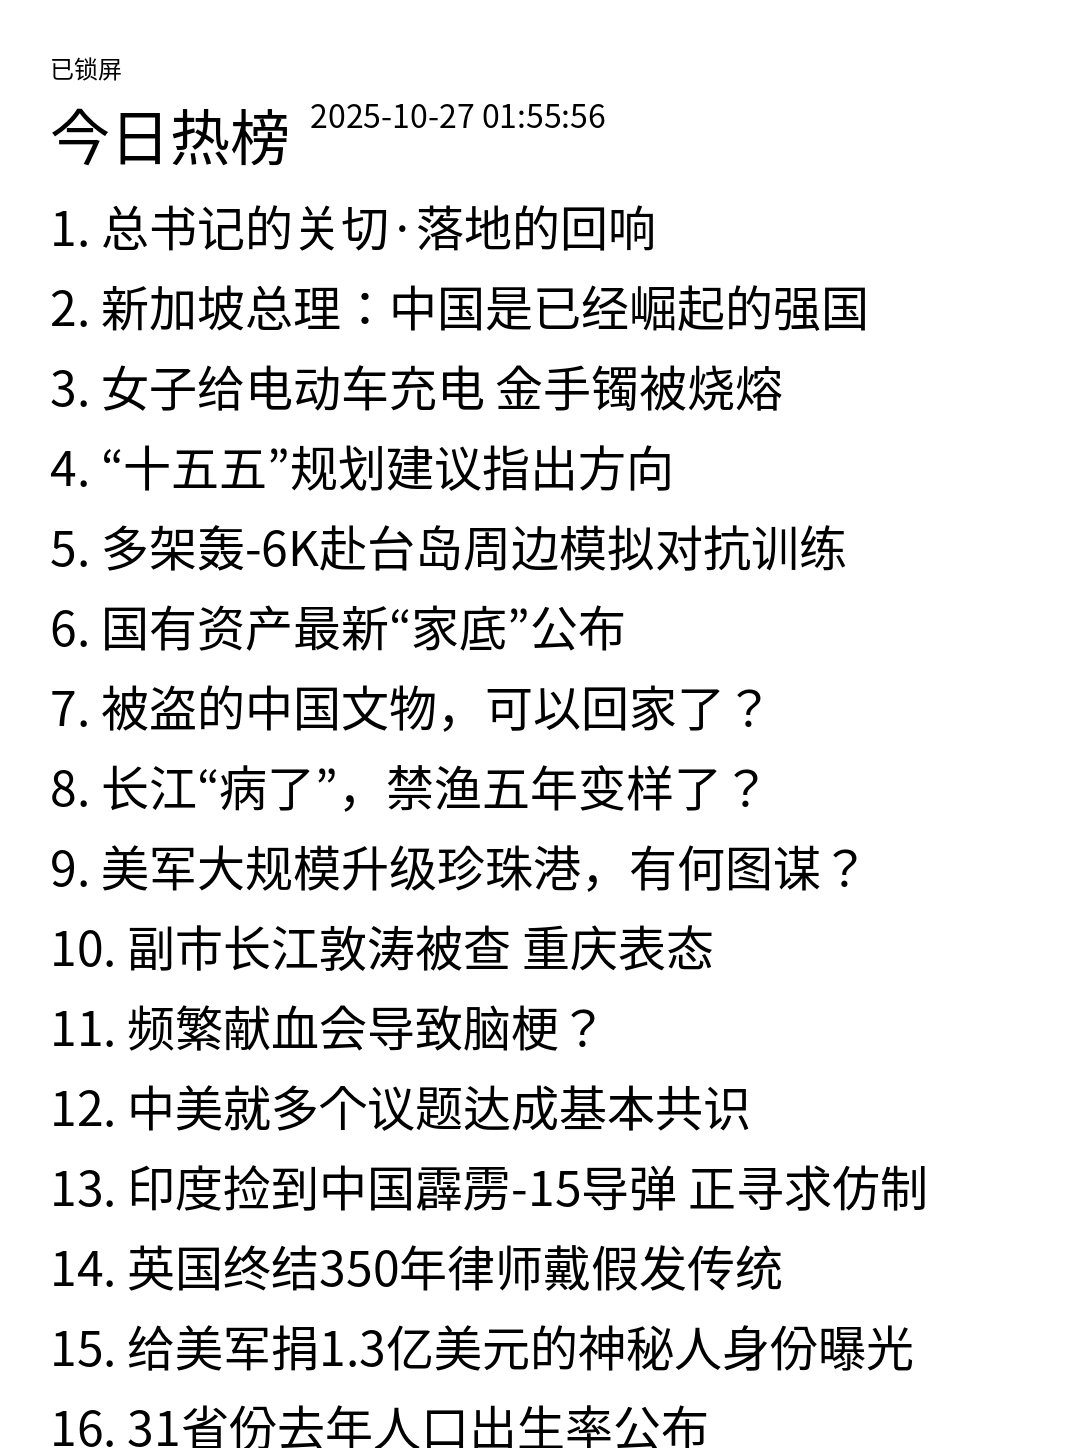 已锁屏
今日热榜 2025-10-27 01:55:56
1. 总书记的关切·落地的回响
2. 新加坡总理：中国是已经崛起的强国
3. 女子给电动车充电 金手镯被烧熔
4. “十五五”规划建议指出方向
5. 多架轰-6K赴台岛周边模拟对抗训练
6. 国有资产最新“家底”公布
7. 被盗的中国文物，可以回家了？
8. 长江“病了”，禁渔五年变样了？
9. 美军大规模升级珍珠港，有何图谋？
10. 副市长江敦涛被查 重庆表态
11. 频繁献血会导致脑梗？
12. 中美就多个议题达成基本共识
13. 印度捡到中国霹雳-15导弹 正寻求仿制
14. 英国终结350年律师戴假发传统
15. 给美军捐1.3亿美元的神秘人身份曝光
16. 31省份去年人口出生率公布